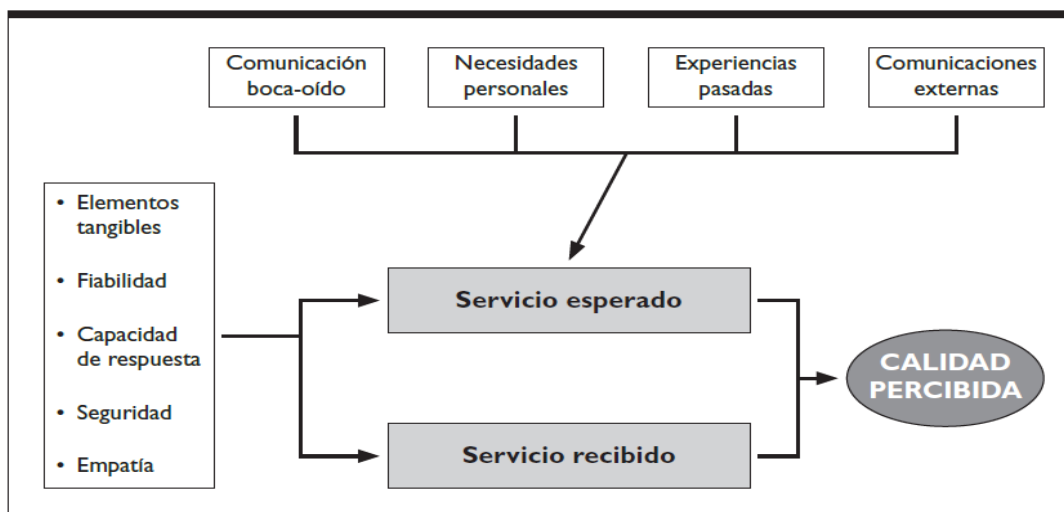 Comunicación
boca-oído
Necesidades
personales
Experiencias
pasadas
Comunicaciones
externas
• Elementos
tangibles
• Fiabilidad
• Capacidad
de respuesta
• Seguridad
• Empatía
Servicio esperado
Servicio recibido
CALIDAD
PERCIBIDA